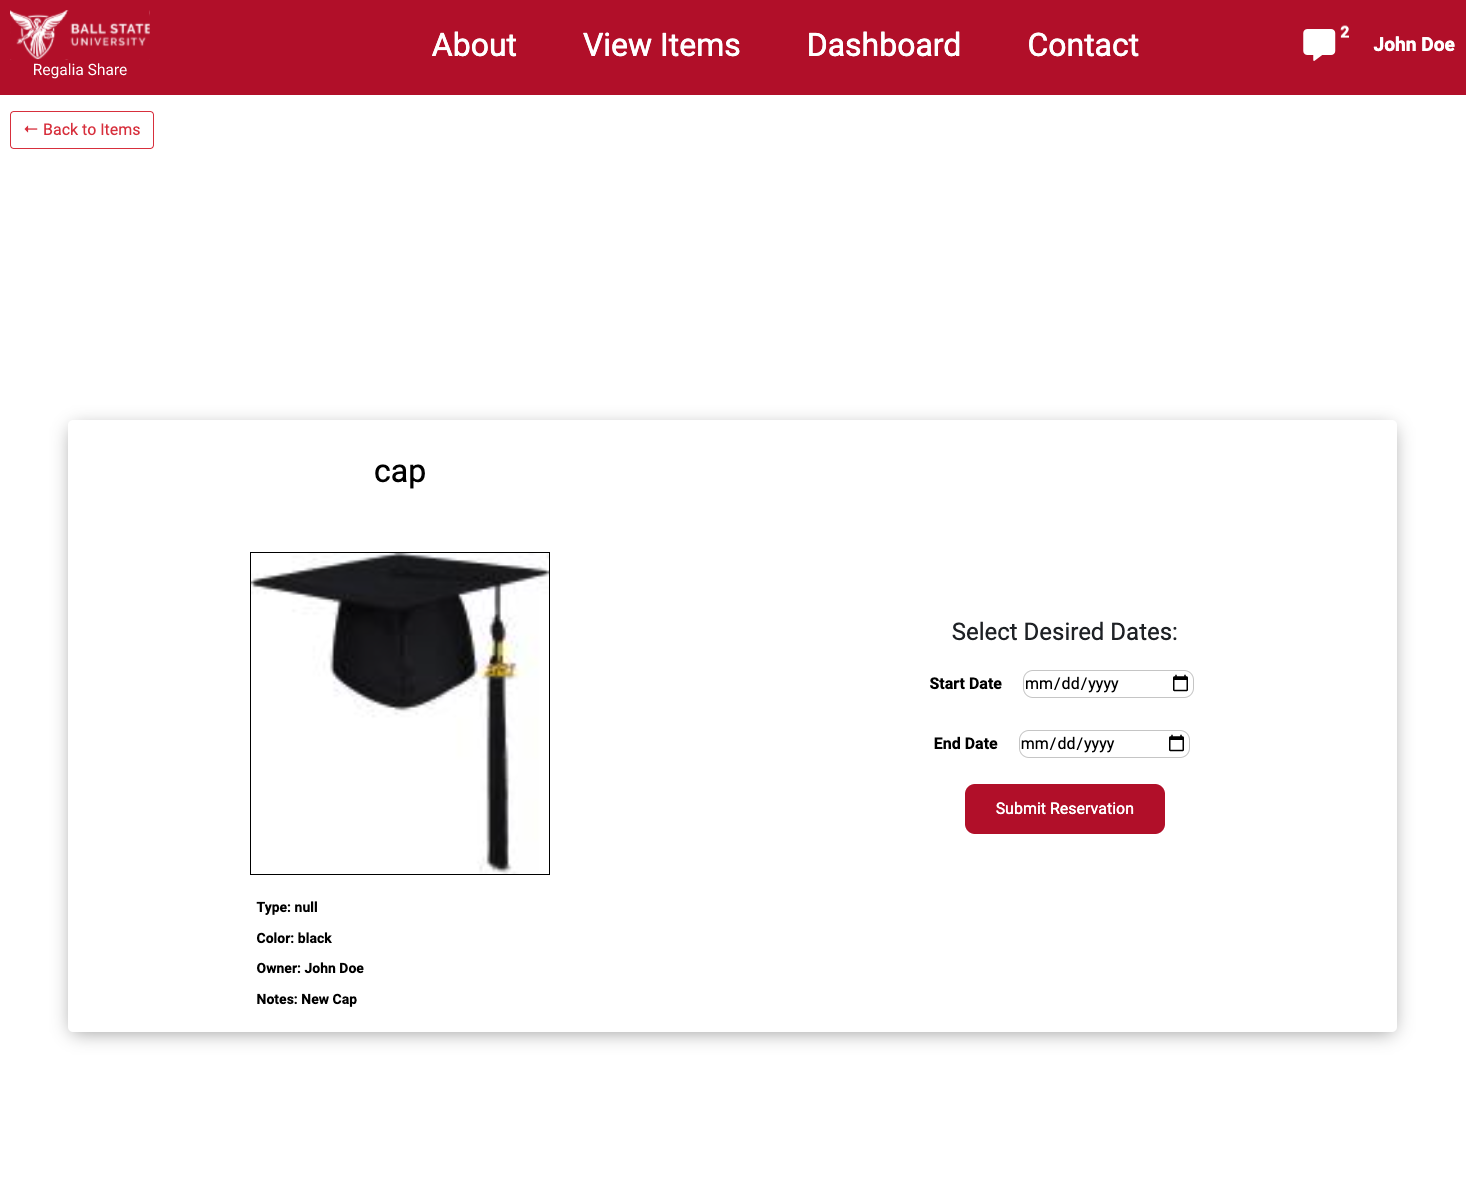 BALL STATE
UNIVERSITY
Regalia Share
About
View Items
Dashboard
Contact
2
John Doe
← Back to Items
cap
Type: null
Color: black
Owner: John Doe
Notes: New Cap
Select Desired Dates:
Start Date mm/dd/yyyy
End Date mm/dd/yyyy
Submit Reservation